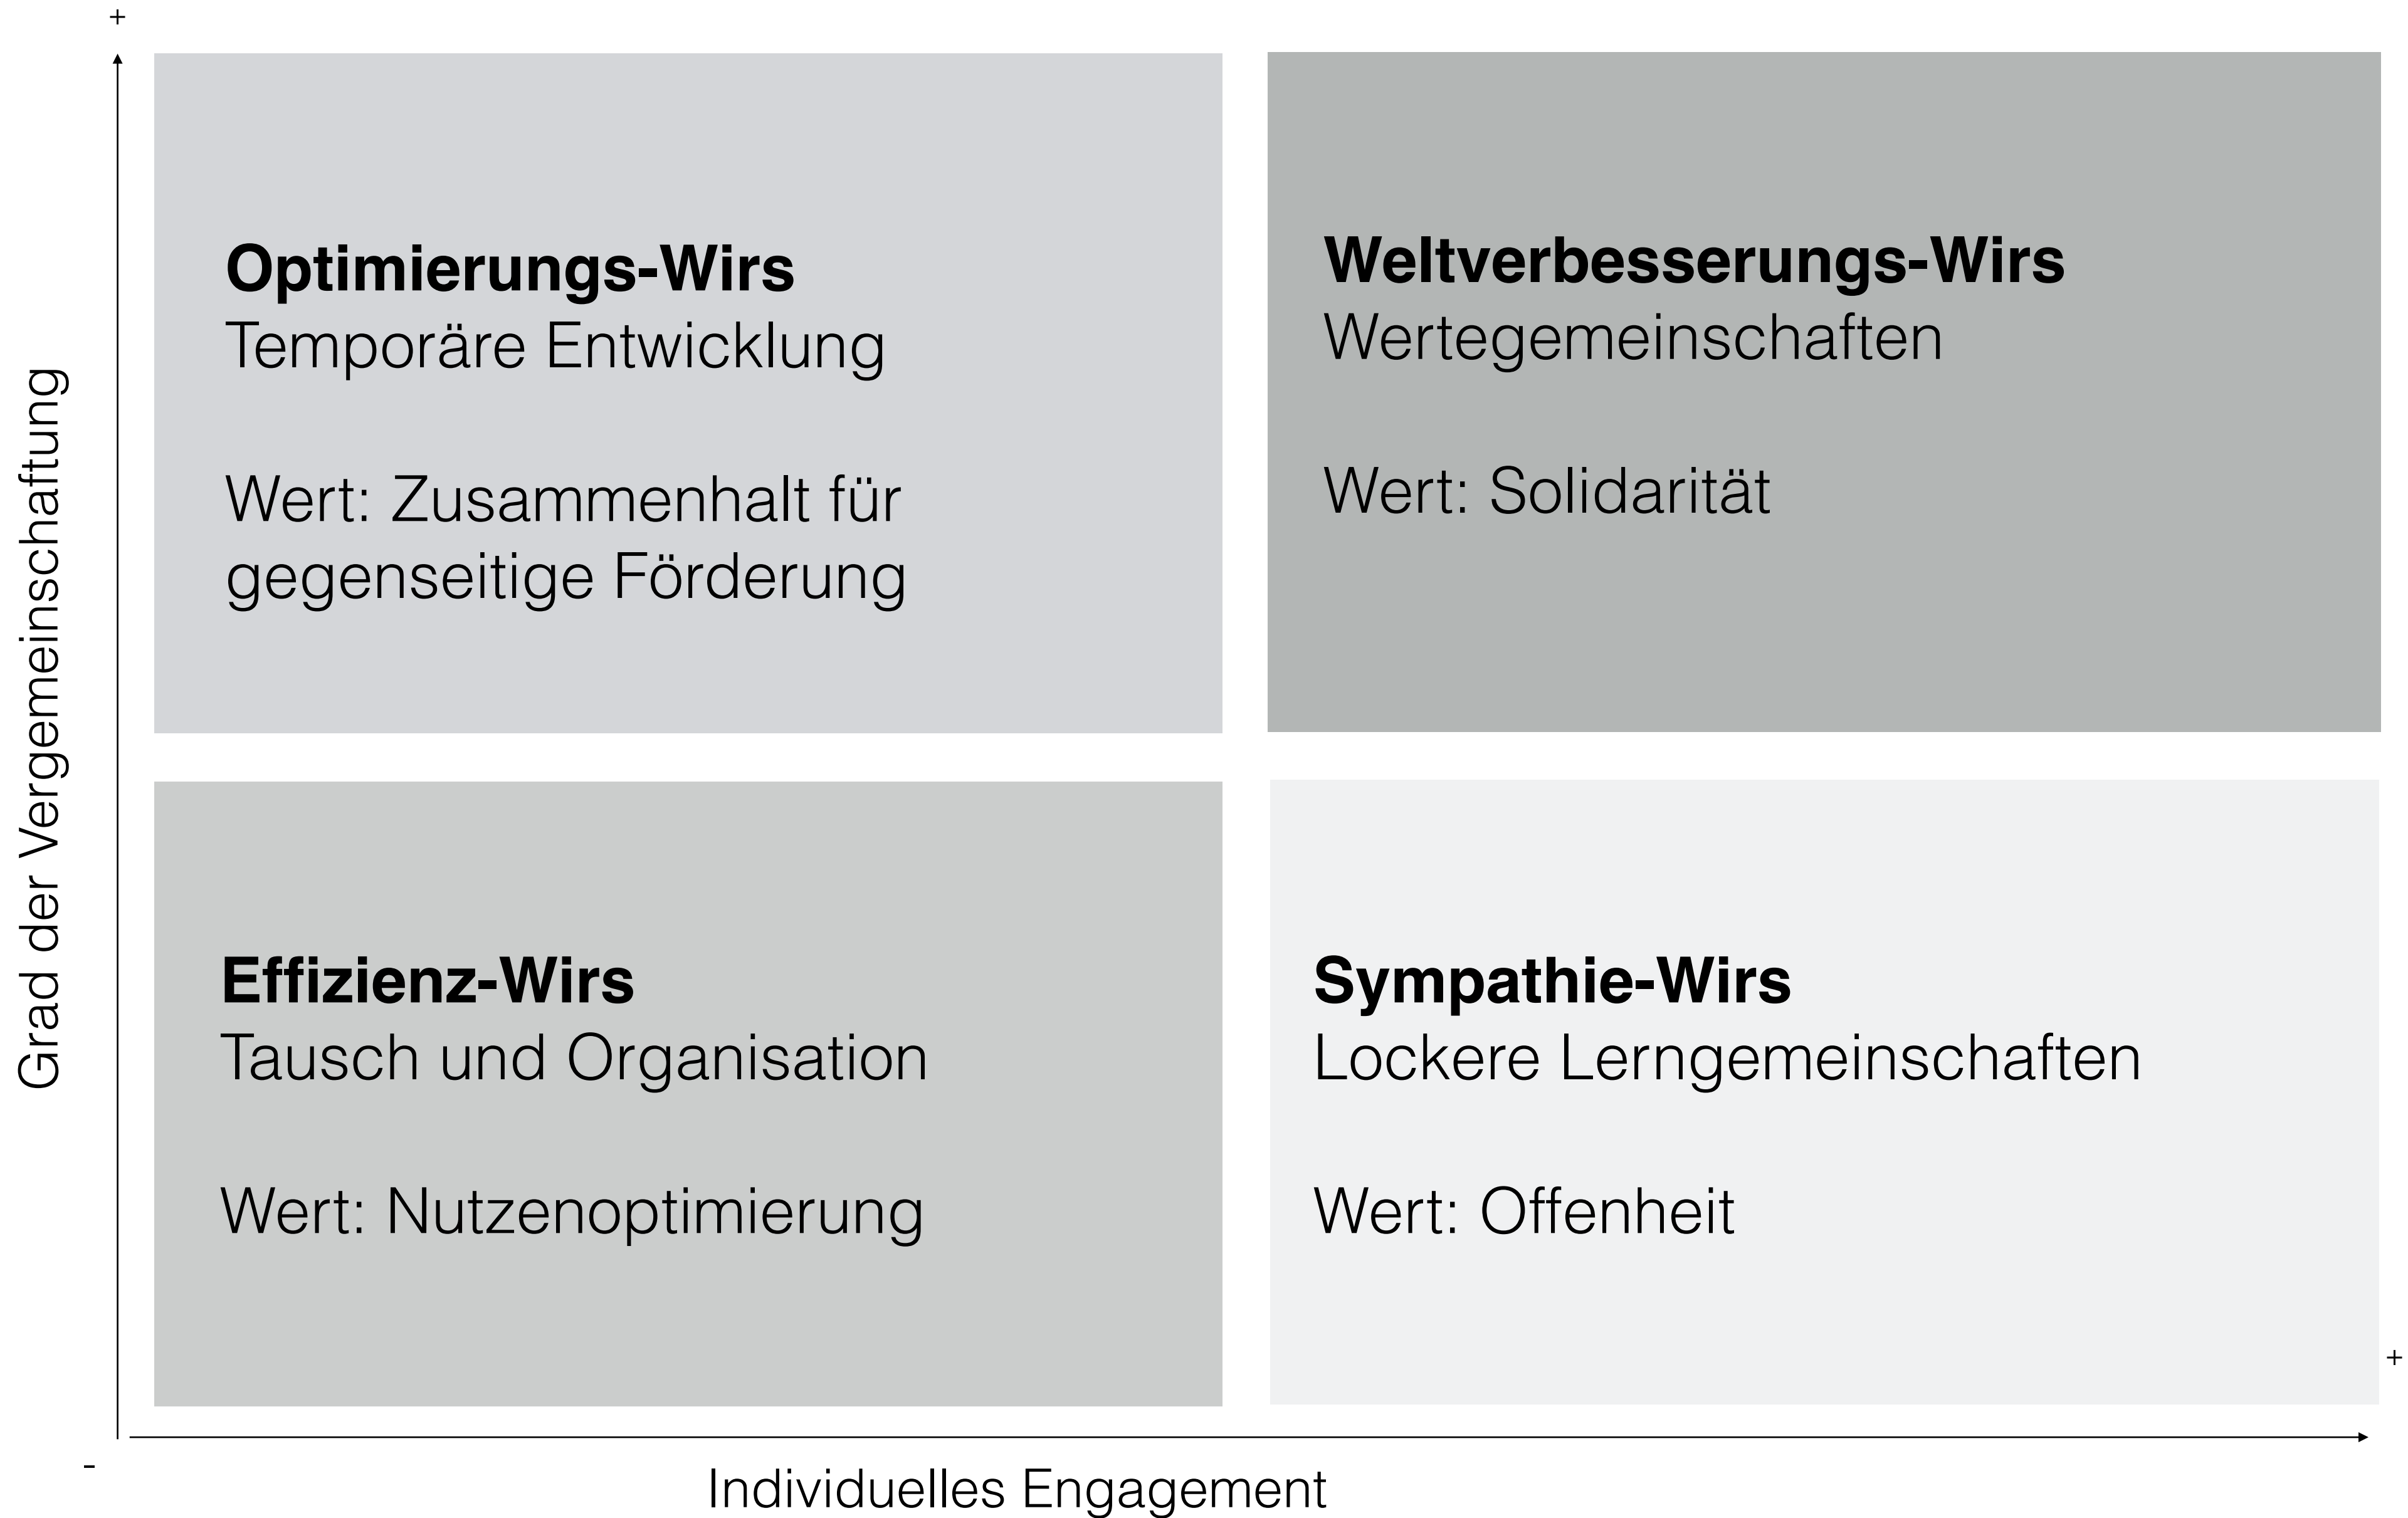 +
Grad der Vergemeinschaftung
Optimierungs-Wirs
Temporäre Entwicklung
Wert: Zusammenhalt für
gegenseitige Förderung
Weltverbesserungs-Wirs
Wertegemeinschaften
Wert: Solidarität
Effizienz-Wirs
Tausch und Organisation
Wert: Nutzenoptimierung
Sympathie-Wirs
Lockere Lerngemeinschaften
Wert: Offenheit
+
-
Individuelles Engagement